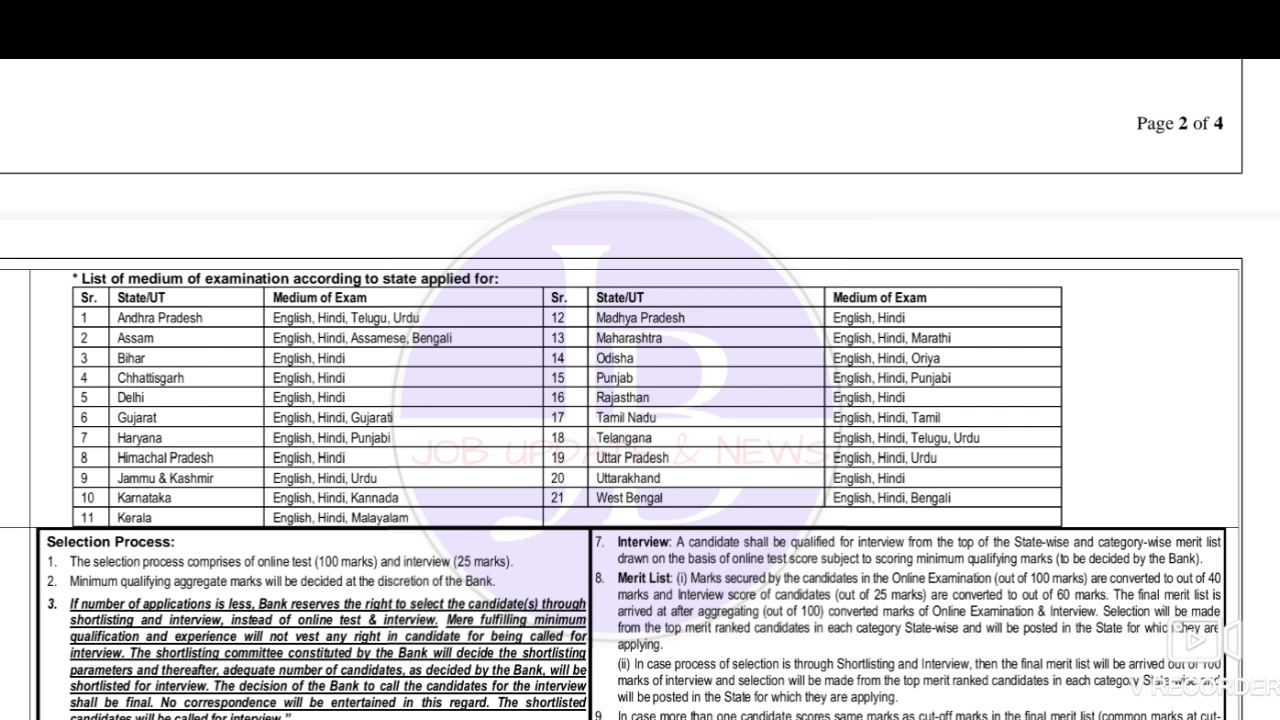 Page 2 of 4
* List of medium of examination according to state applied for:
Sr. State/UT Medium of Exam Sr. State/UT Medium of Exam
1 Andhra Pradesh English, Hindi, Telugu, Urdu 12 Madhya Pradesh English, Hindi
2 Assam English, Hindi, Assamese, Bengali 13 Maharashtra English, Hindi, Marathi
3 Bihar English, Hindi 14 Odisha English, Hindi, Oriya
4 Chhattisgarh English, Hindi 15 Punjab English, Hindi, Punjabi
5 Delhi English, Hindi 16 Rajasthan English, Hindi
6 Gujarat English, Hindi, Gujarati 17 Tamil Nadu English, Hindi, Tamil
7 Haryana English, Hindi, Punjabi 18 Telangana English, Hindi, Telugu, Urdu
8 Himachal Pradesh English, Hindi 19 Uttar Pradesh English, Hindi, Urdu
9 Jammu & Kashmir English, Hindi, Urdu 20 Uttarakhand English, Hindi
10 Karnataka English, Hindi, Kannada 21 West Bengal English, Hindi, Bengali
11 Kerala English, Hindi, Malayalam
JB
JOB UPDATE & NEWS
Selection Process:
1. The selection process comprises of online test (100 marks) and interview (25 marks).
2. Minimum qualifying aggregate marks will be decided at the discretion of the Bank.
3. If number of applications is less, Bank reserves the right to select the candidate(s) through
shortlisting and interview, instead of online test & interview. Mere fulfilling minimum
qualification and experience will not vest any right in candidate for being called for
interview. The shortlisting committee constituted by the Bank will decide the shortlisting
parameters and thereafter, adequate number of candidates, as decided by the Bank, will be
shortlisted for interview. The decision of the Bank to call the candidates for the interview
shall be final. No correspondence will be entertained in this regard. The shortlisted
candidates will be called for interview."
7. Interview: A candidate shall be qualified for interview from the top of the State-wise and category-wise merit list
drawn on the basis of online test score subject to scoring minimum qualifying marks (to be decided by the Bank).
8. Merit List: (i) Marks secured by the candidates in the Online Examination (out of 100 marks) are converted to out of 40
marks and Interview score of candidates (out of 25 marks) are converted to out of 60 marks. The final merit list is
arrived at after aggregating (out of 100) converted marks of Online Examination & Interview. Selection will be made
from the top merit ranked candidates in each category State-wise and will be posted in the State for which they are
applying.
(ii) In case process of selection is through Shortlisting and Interview, then the final merit list will be arrived out of 100
marks of interview and selection will be made from the top merit ranked candidates in each category State-wise and
will be posted in the State for which they are applying.
9. In case more than one candidate scores same marks as cut-off marks in the final merit list (common marks at cut-
V RECORDER